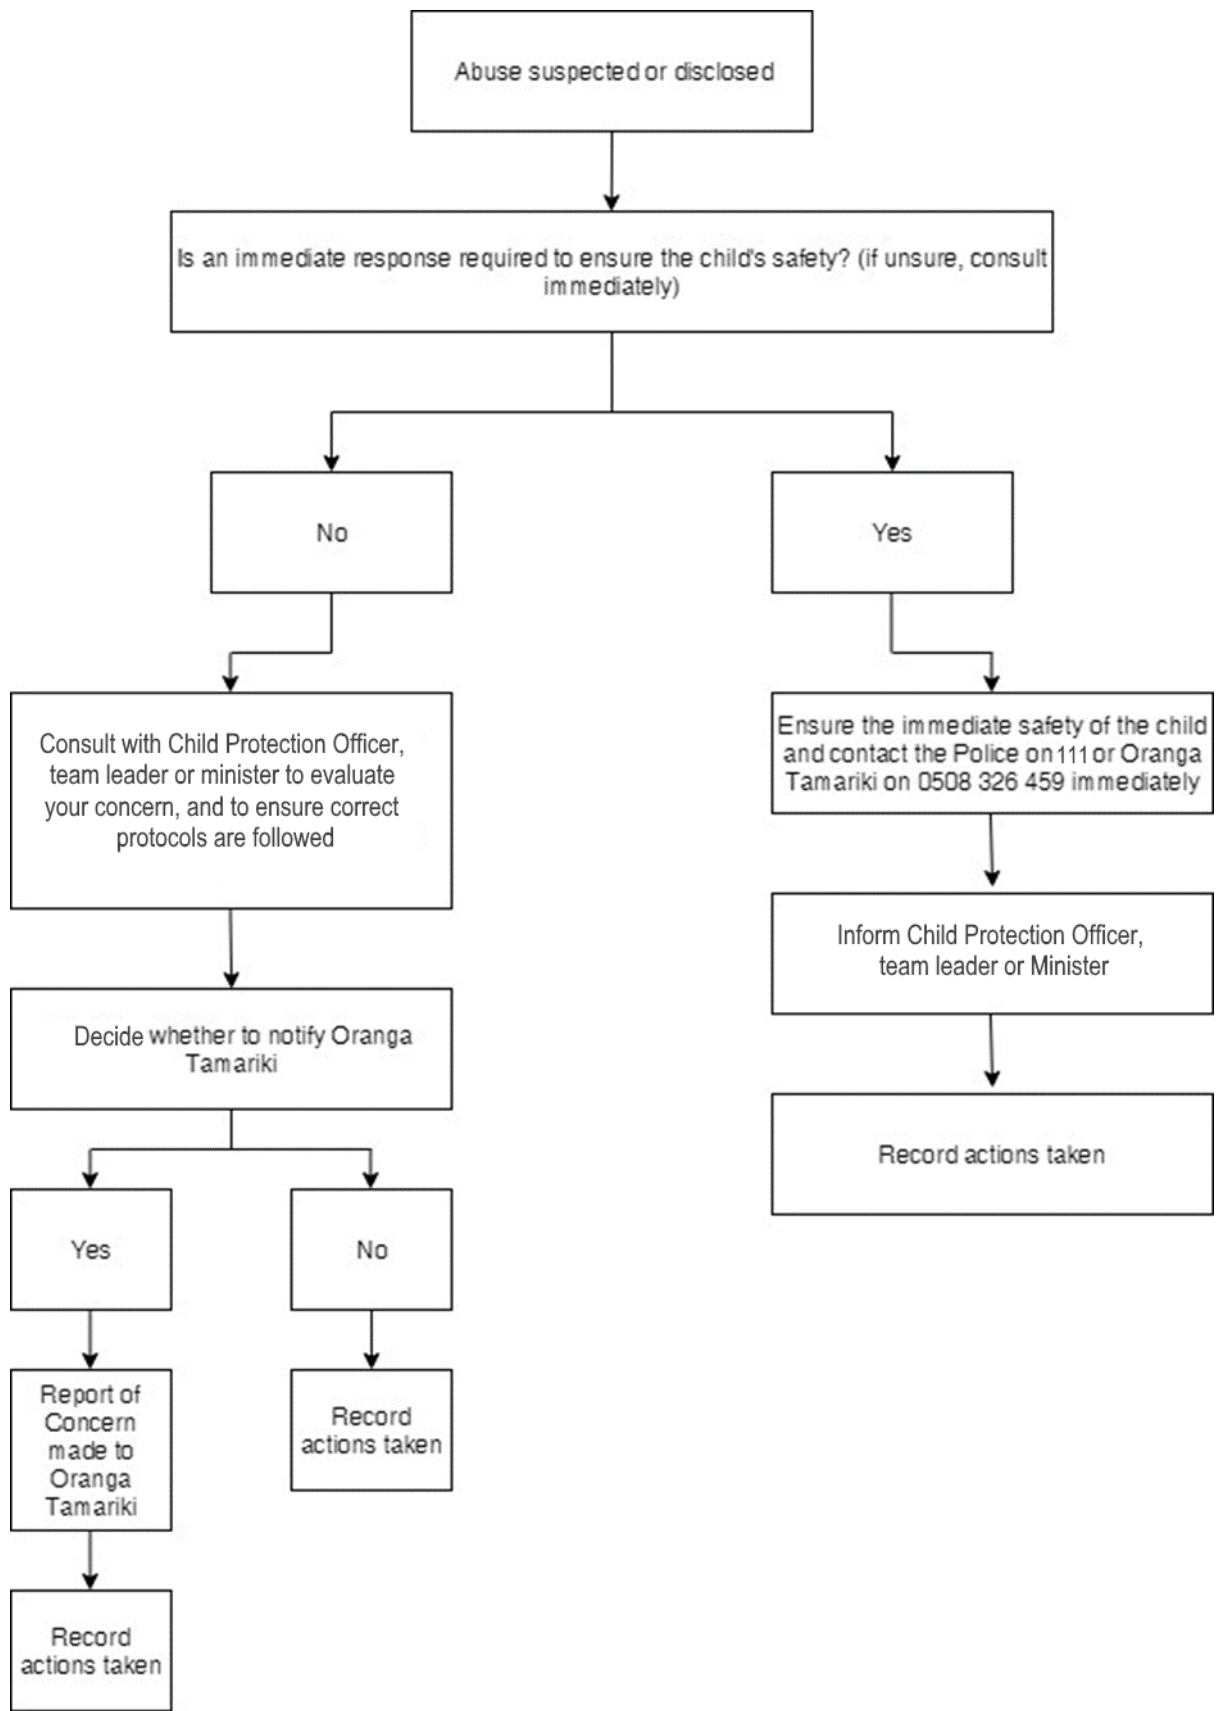 Abuse suspected or disclosed
Is an immediate response required to ensure the child's safety? (if unsure, consult
immediately)
No
Yes
Consult with Child Protection Officer,
team leader or minister to evaluate
your concern, and to ensure correct
protocols are followed
Ensure the immediate safety of the child
and contact the Police on 111 or Oranga
Tamariki on 0508 326 459 immediately
Inform Child Protection Officer,
team leader or Minister
Decide whether to notify Oranga
Tamariki
Record actions taken
Yes
No
Report of
Concern
made to
Oranga
Tamariki
Record
actions taken
Record
actions taken